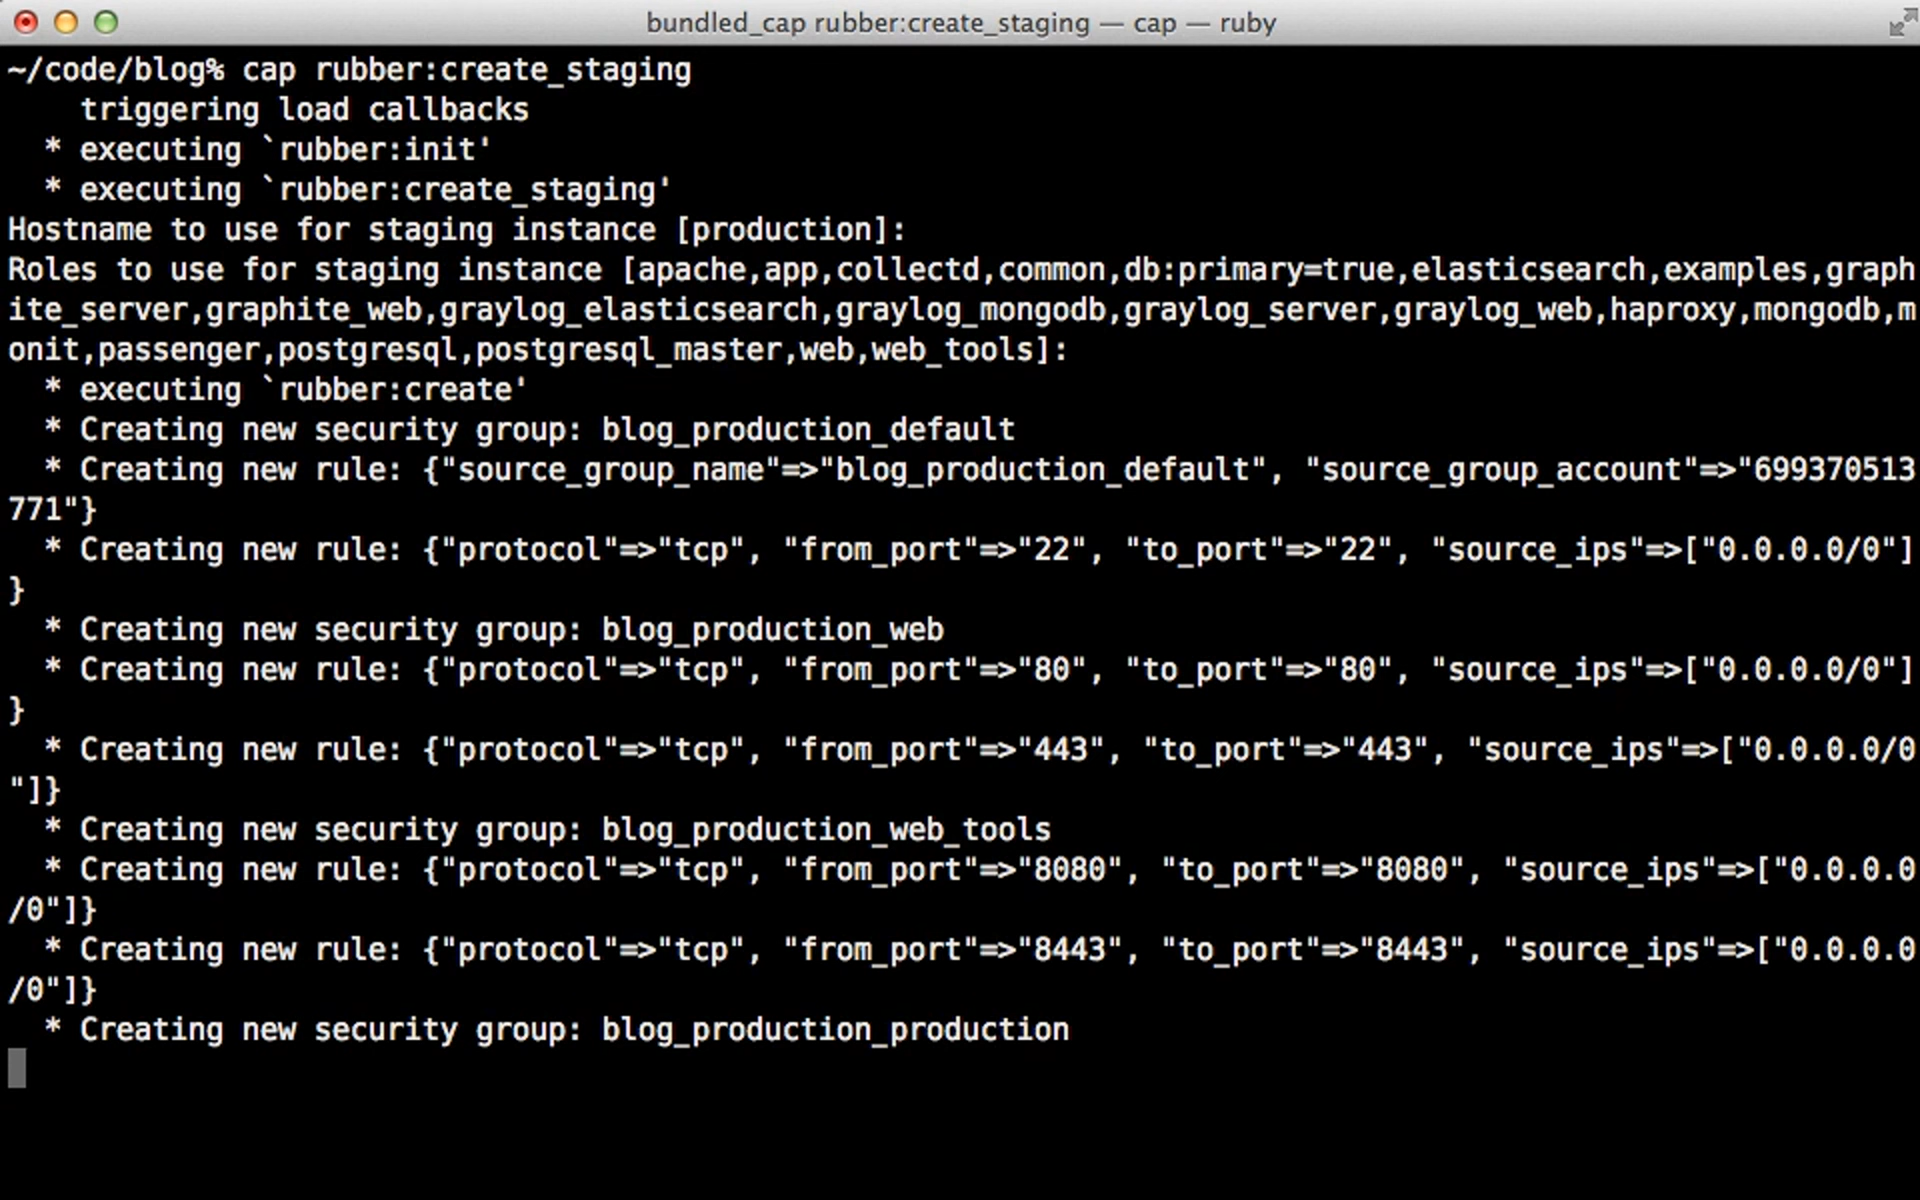 bundled_cap rubber:create_staging — cap — ruby
~/code/blog% cap rubber:create_staging
    triggering load callbacks
  * executing `rubber:init'
  * executing `rubber:create_staging'
Hostname to use for staging instance [production]:
Roles to use for staging instance [apache,app,collectd,common,db:primary=true,elasticsearch,examples,graph
ite_server,graphite_web,graylog_elasticsearch,graylog_mongodb,graylog_server,graylog_web,haproxy,mongodb,m
onit,passenger,postgresql,postgresql_master,web,web_tools]:
  * executing `rubber:create'
  * Creating new security group: blog_production_default
  * Creating new rule: {"source_group_name"=>"blog_production_default", "source_group_account"=>"699370513
771"}
  * Creating new rule: {"protocol"=>"tcp", "from_port"=>"22", "to_port"=>"22", "source_ips"=>["0.0.0.0/0"]
}
  * Creating new security group: blog_production_web
  * Creating new rule: {"protocol"=>"tcp", "from_port"=>"80", "to_port"=>"80", "source_ips"=>["0.0.0.0/0"]
}
  * Creating new rule: {"protocol"=>"tcp", "from_port"=>"443", "to_port"=>"443", "source_ips"=>["0.0.0.0/0
"]}
  * Creating new security group: blog_production_web_tools
  * Creating new rule: {"protocol"=>"tcp", "from_port"=>"8080", "to_port"=>"8080", "source_ips"=>["0.0.0.0
/0"]}
  * Creating new rule: {"protocol"=>"tcp", "from_port"=>"8443", "to_port"=>"8443", "source_ips"=>["0.0.0.0
/0"]}
  * Creating new security group: blog_production_production